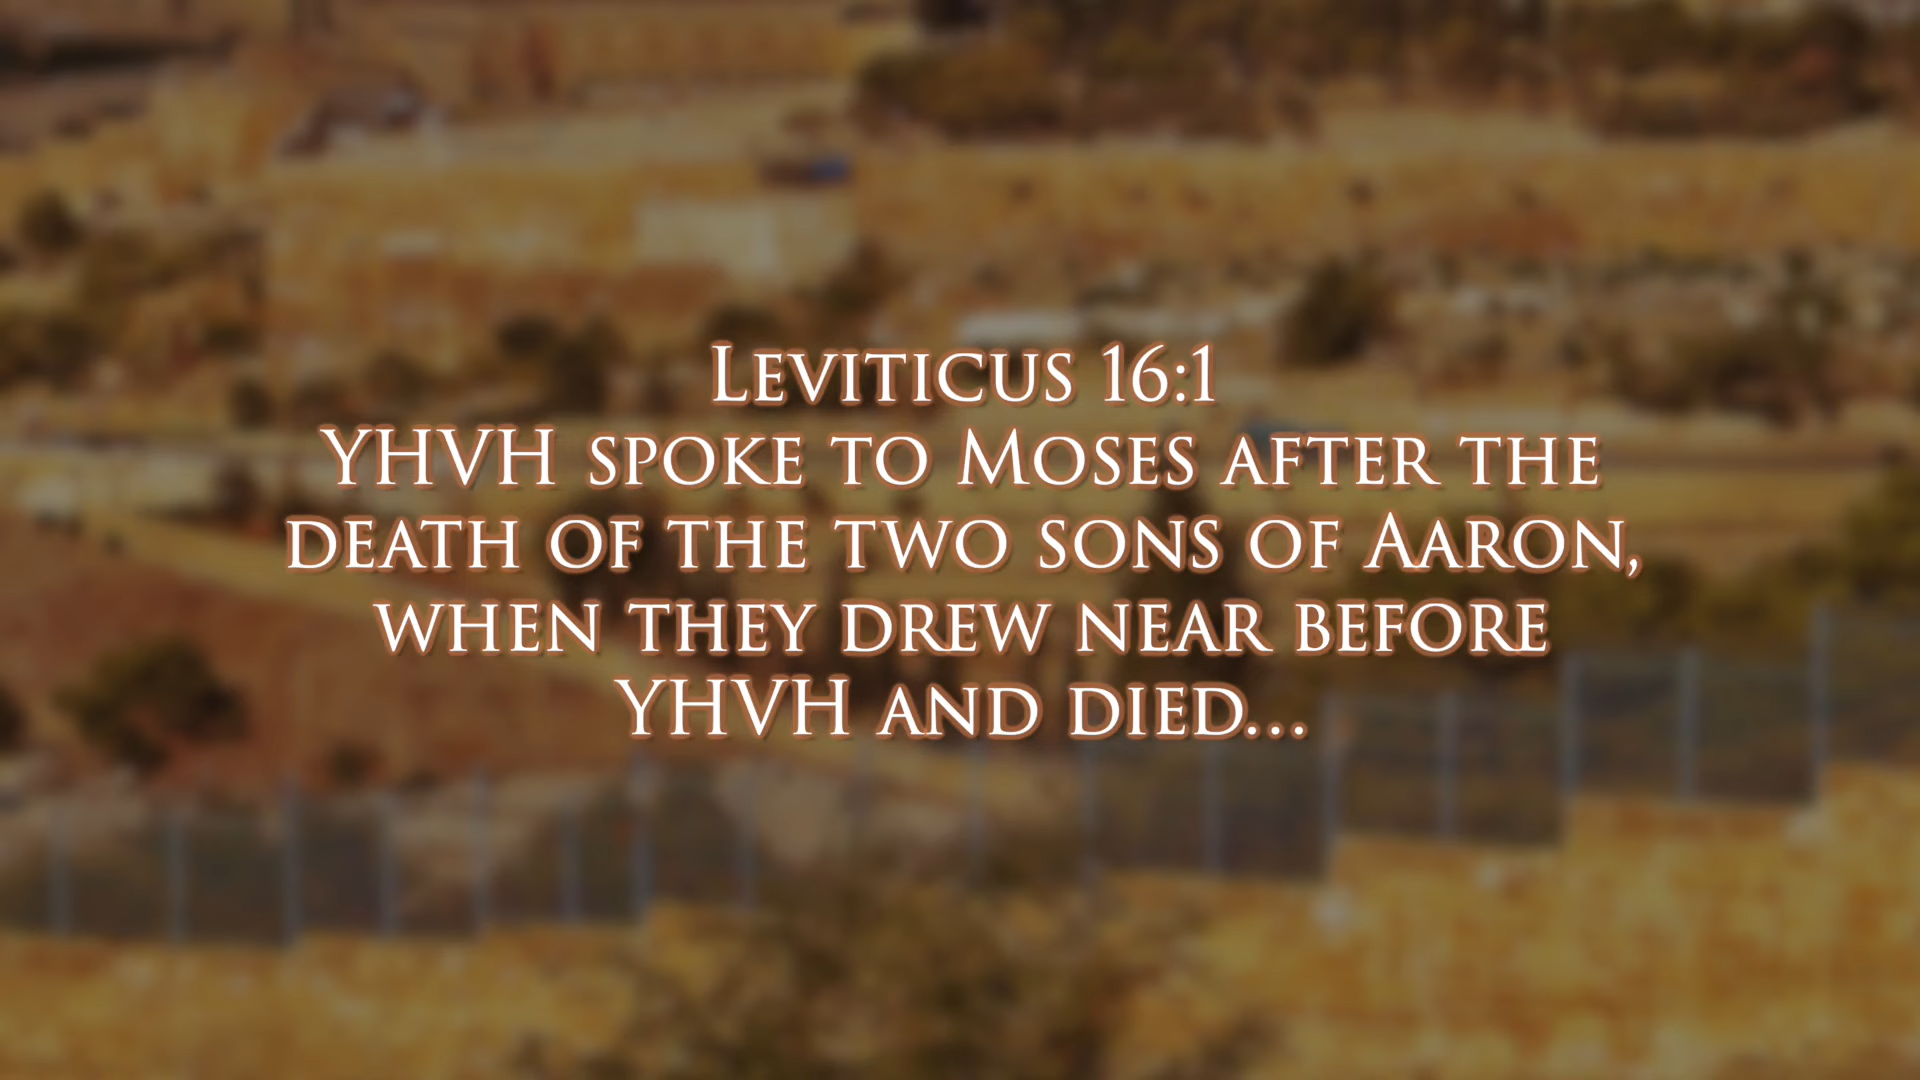 Leviticus 16:1
YHVH spoke to Moses after the
death of the two sons of Aaron,
when they drew near before
YHVH and died...